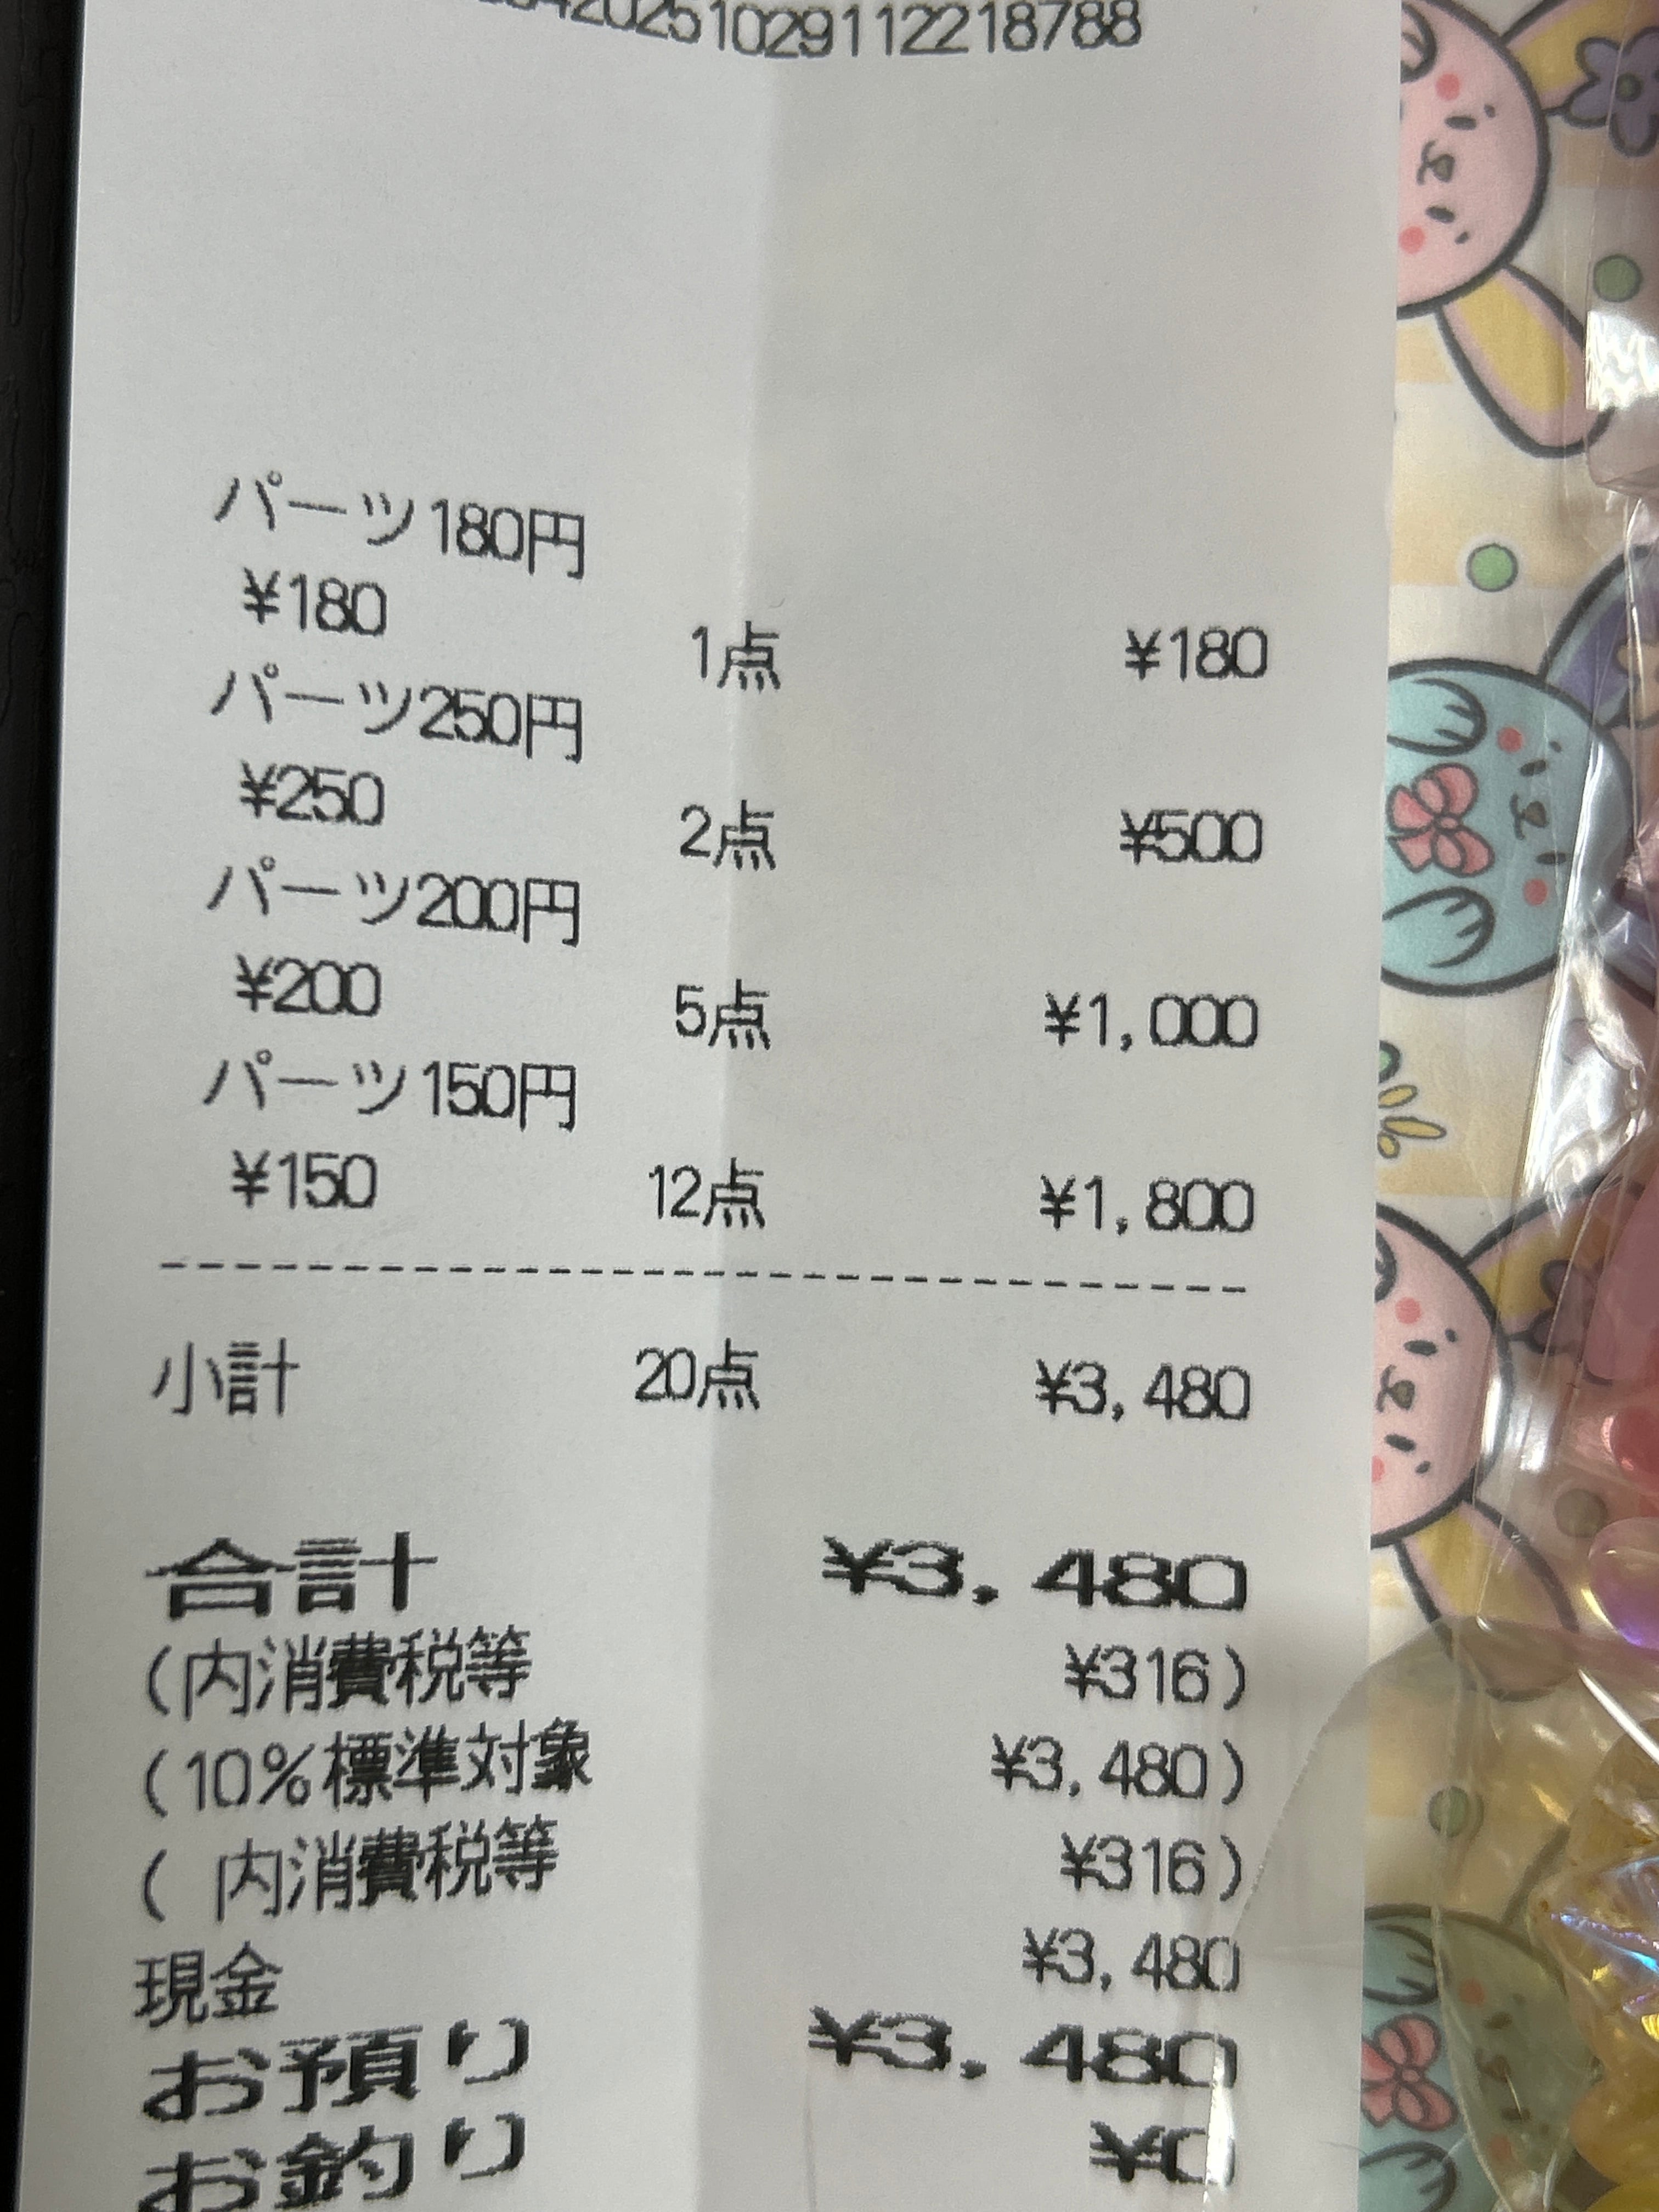 2025102911221​8788
パーツ180円
¥180 1点 ¥180
パーツ250円
¥250 2点 ¥500
パーツ200円
¥200 5点 ¥1,000
パーツ150円
¥150 12点 ¥1,800
小計 20点 ¥3,480
合計 ¥3,480
(内消費税等 ¥316)
(10%標準対象 ¥3,480)
( 内消費税等 ¥316)
現金 ¥3,480
お預り ¥3,480
お釣り ¥0